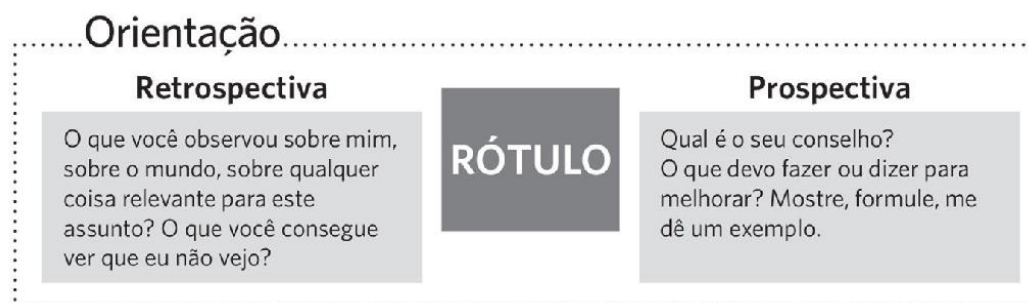 Orientação
Retrospectiva
O que você observou sobre mim,
sobre o mundo, sobre qualquer
coisa relevante para este
assunto? O que você consegue
ver que eu não vejo?
RÓTULO
Prospectiva
Qual é o seu conselho?
O que devo fazer ou dizer para
melhorar? Mostre, formule, me
dê um exemplo.